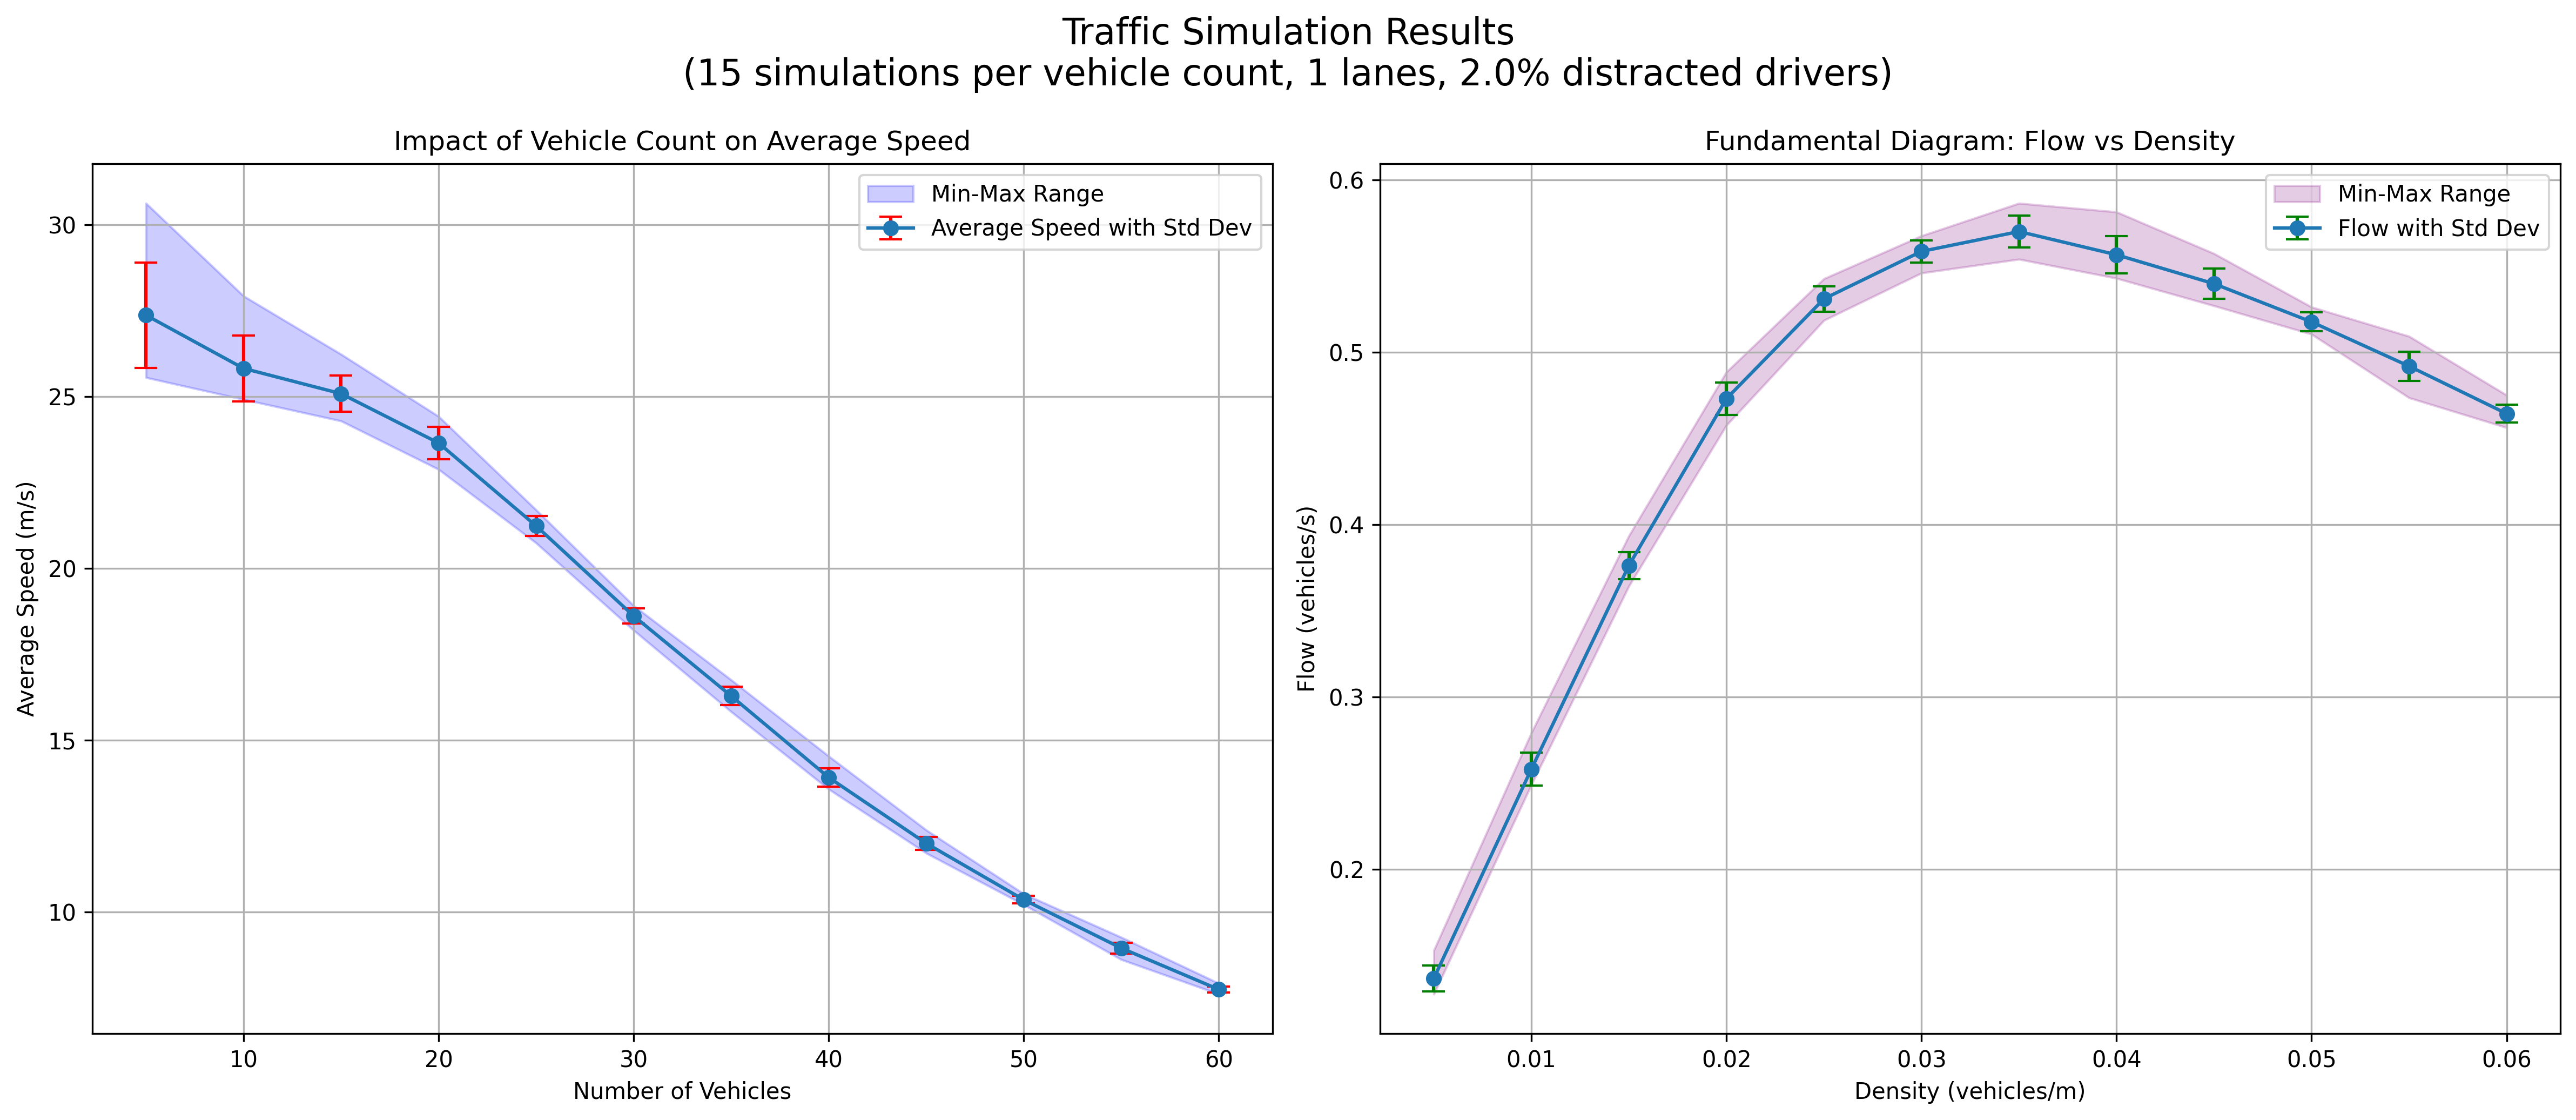 Traffic Simulation Results
(15 simulations per vehicle count, 1 lanes, 2.0% distracted drivers)
Impact of Vehicle Count on Average Speed
Min-Max Range
Average Speed with Std Dev
30
25
20
15
10
Average Speed (m/s)
10
20
30
40
50
60
Number of Vehicles
Fundamental Diagram: Flow vs Density
Min-Max Range
Flow with Std Dev
0.6
0.5
0.4
0.3
0.2
Flow (vehicles/s)
0.01
0.02
0.03
0.04
0.05
0.06
Density (vehicles/m)